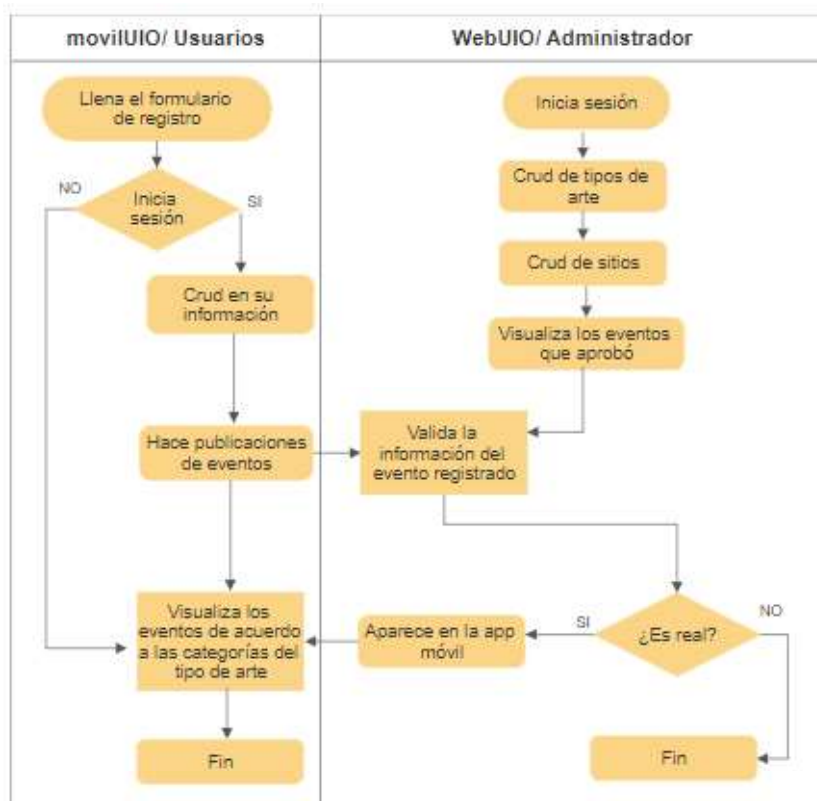 movilUIO/ Usuarios
WebUIO/ Administrador
Llena el formulario
de registro
NO
Inicia
sesión
SI
Crud en su
información
Hace publicaciones
de eventos
Visualiza los
eventos de acuerdo
a las categorías del
tipo de arte
Fin
Inicia sesión
Crud de tipos de
arte
Crud de sitios
Visualiza los eventos
que aprobó
Valida la
información del
evento registrado
¿Es real?
SI
NO
Aparece en la app
móvil
Fin